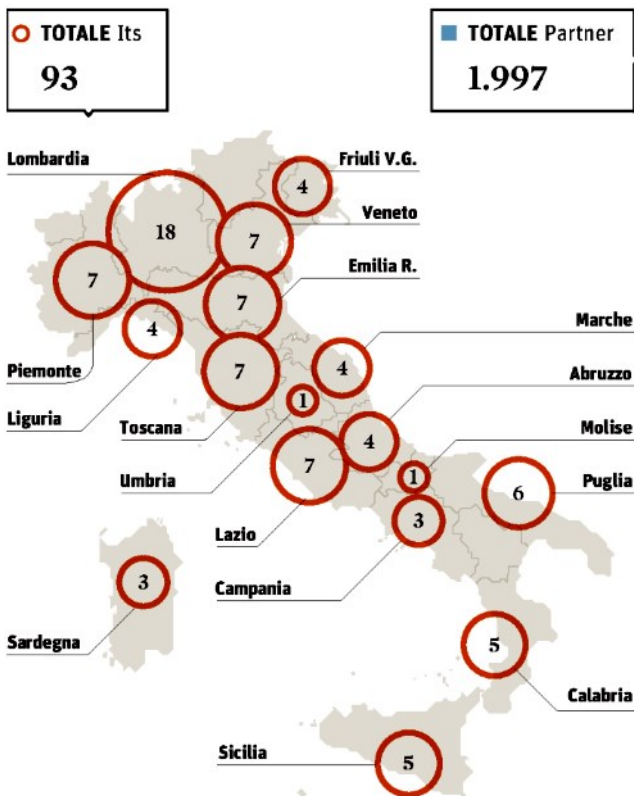 TOTALE Its
93
TOTALE Partner
1.997
Lombardia
Friuli V.G.
4
Veneto
18
7
Emilia R.
7
7
4
Marche
Piemonte
7
4
Abruzzo
Liguria
Toscana
1
4
Molise
Umbria
7
1
6
Puglia
Lazio
3
Campania
3
Sardegna
5
Calabria
Sicilia
5